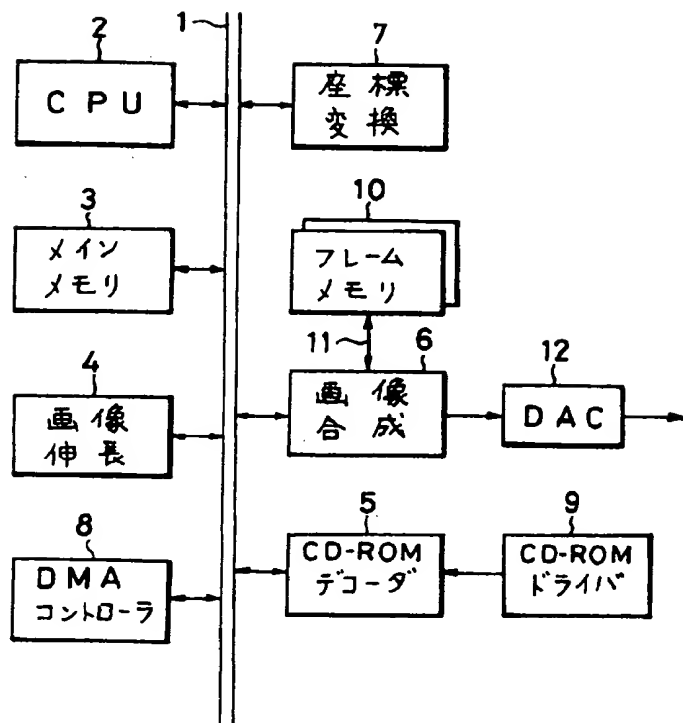 1
2
CPU
7
座標
変換
3
メイン
メモリ
10
フレーム
メモリ
11
4
画像
伸長
6
画像
合成
12
DAC
8
DMA
コントローラ
5
CD-ROM
デコーダ
9
CD-ROM
ドライバ